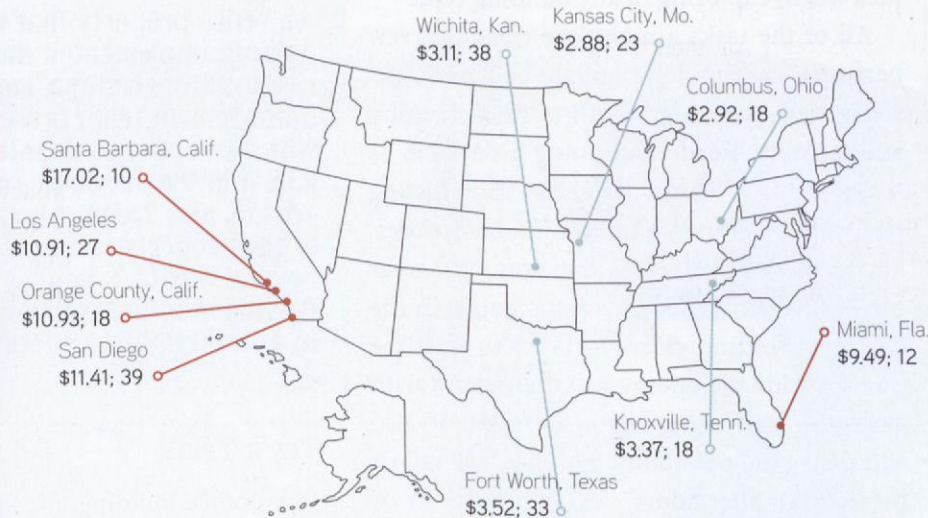 Wichita, Kan.
$3.11; 38
Kansas City, Mo.
$2.88; 23
Columbus, Ohio
$2.92; 18
Santa Barbara, Calif.
$17.02; 10
Los Angeles
$10.91; 27
Orange County, Calif.
$10.93; 18
San Diego
$11.41; 39
Miami, Fla.
$9.49; 12
Knoxville, Tenn.
$3.37; 18
Fort Worth, Texas
$3.52; 33